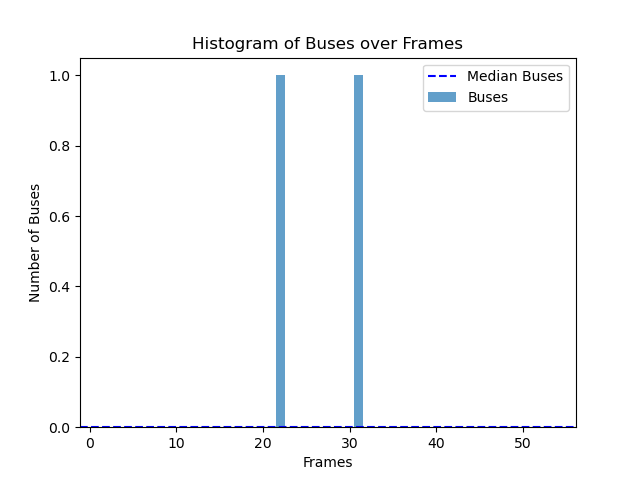 Histogram of Buses over Frames
Median Buses
Buses
Number of Buses
1.0
0.8
0.6
0.4
0.2
0.0
0 10 20 30 40 50
Frames